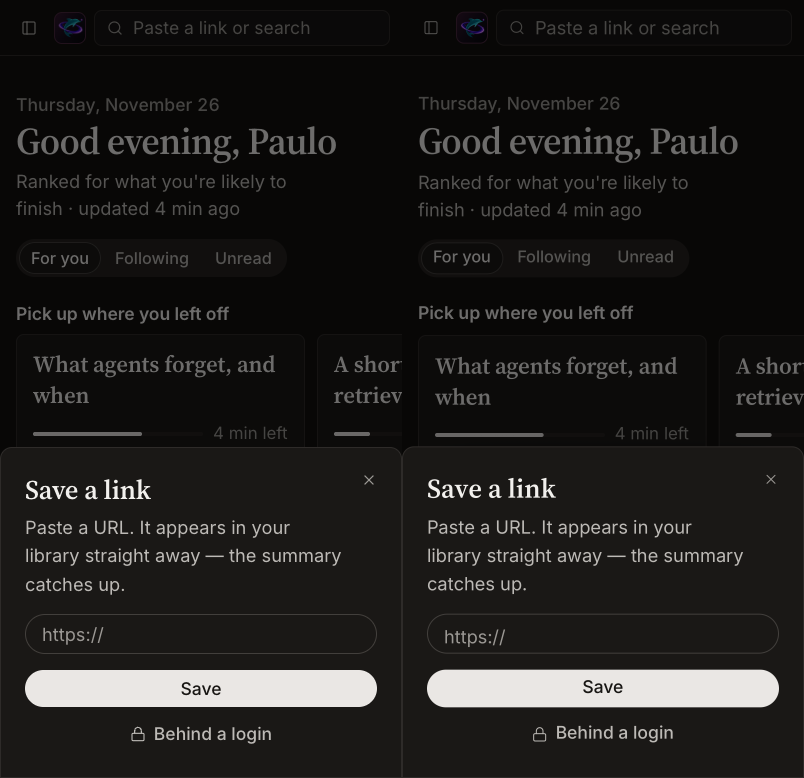 Paste a link or search
Thursday, November 26
Good evening, Paulo
Ranked for what you're likely to
finish · updated 4 min ago
For you Following Unread
Pick up where you left off
What agents forget, and
when
4 min left
A short
retriev
Save a link
Paste a URL. It appears in your
library straight away — the summary
catches up.
https://
Save
Behind a login
Paste a link or search
Thursday, November 26
Good evening, Paulo
Ranked for what you're likely to
finish · updated 4 min ago
For you Following Unread
Pick up where you left off
What agents forget, and
when
4 min left
A short
retriev
Save a link
Paste a URL. It appears in your
library straight away — the summary
catches up.
https://
Save
Behind a login